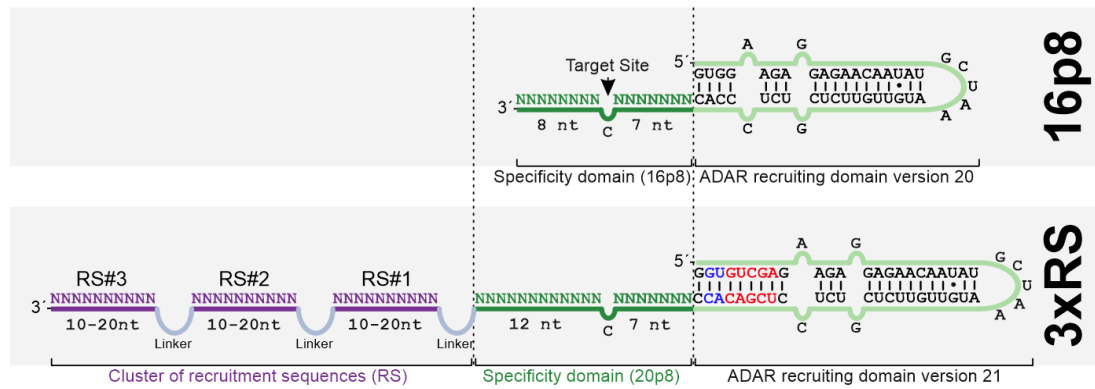 16p8
A G
5´ GUGG AGA GAGAACAAUAU GCUAA
Target Site
3´ NNNNNNNN NNNNNNN CACC UCU CUCUUGUUGUA
8 nt C 7 nt C G
Specificity domain (16p8) ADAR recruiting domain version 20
3xRS
A G
5´ GGUGUCGAG AGA GAGAACAAUAU GCUAA
RS#3 RS#2 RS#1
3´ NNNNNNNNNN NNNNNNNNNN NNNNNNNNNN NNNNNNNNNNNN NNNNNNN CCACAGCUC UCU CUCUUGUUGUA
10-20nt 10-20nt 10-20nt 12 nt C 7 nt C G
Linker Linker Linker
Cluster of recruitment sequences (RS) Specificity domain (20p8) ADAR recruiting domain version 21